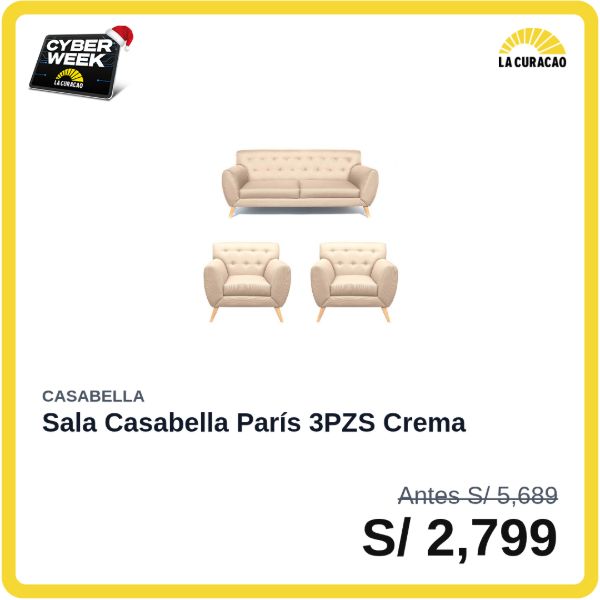 CYBER
WEEK
LA CURACAO
LA CURACAO
CASABELLA
Sala Casabella París 3PZS Crema
Antes S/ 5,689
S/ 2,799